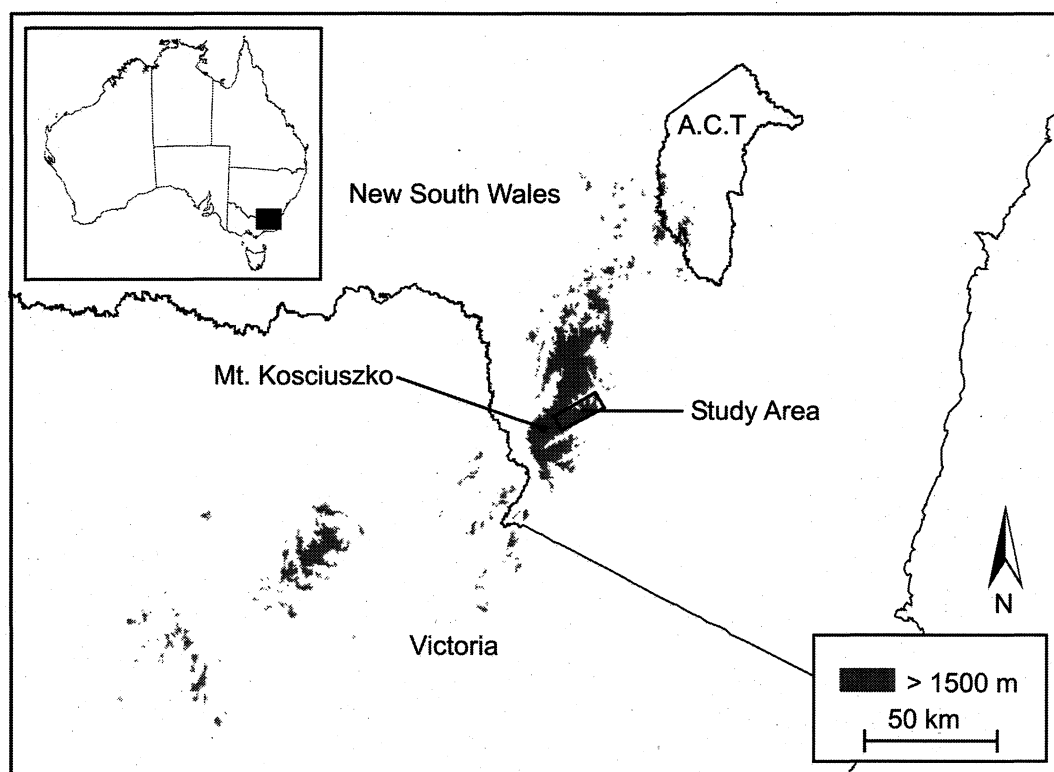 A.C.T
New South Wales
Mt. Kosciuszko
Study Area
N
Victoria
> 1500 m
50 km